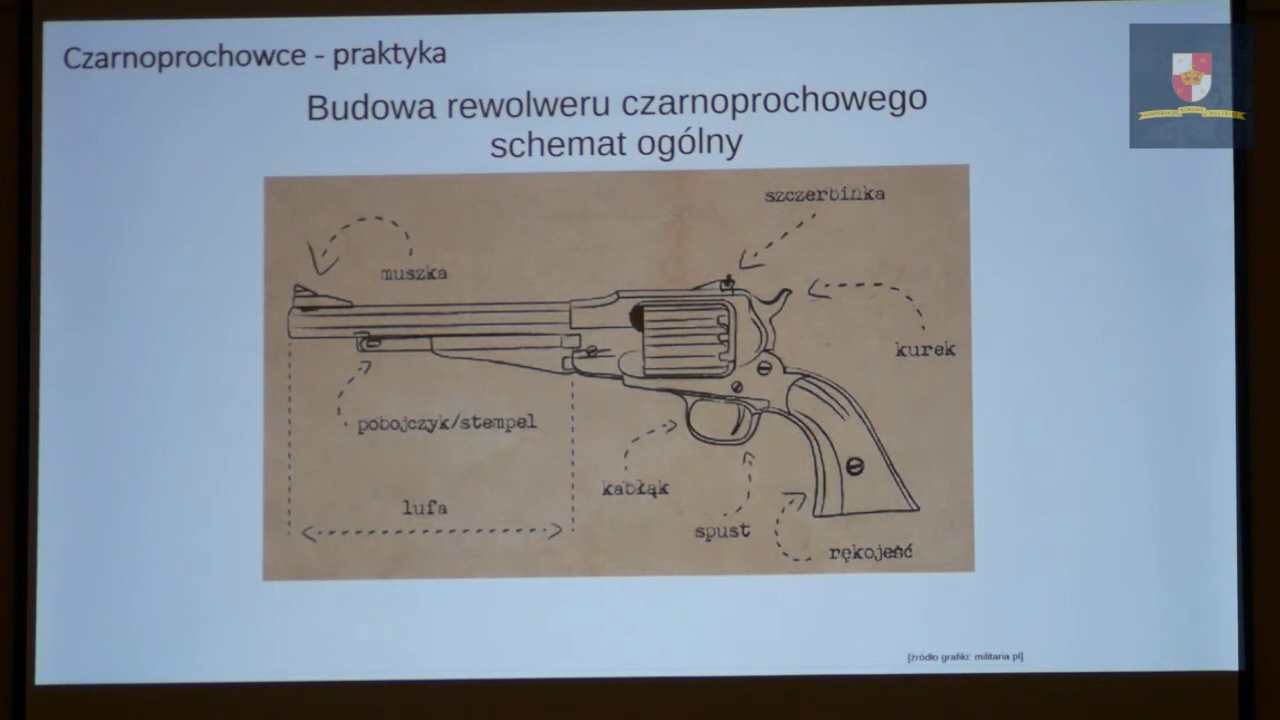 Czarnoprochowce - praktyka
Budowa rewolweru czarnoprochowego
schemat ogólny
szczerbinka
muszka
kurek
pobojczyk/stempel
kabłąk
lufa
spust
rękojeść
[źródło grafiki: militaria.pl]